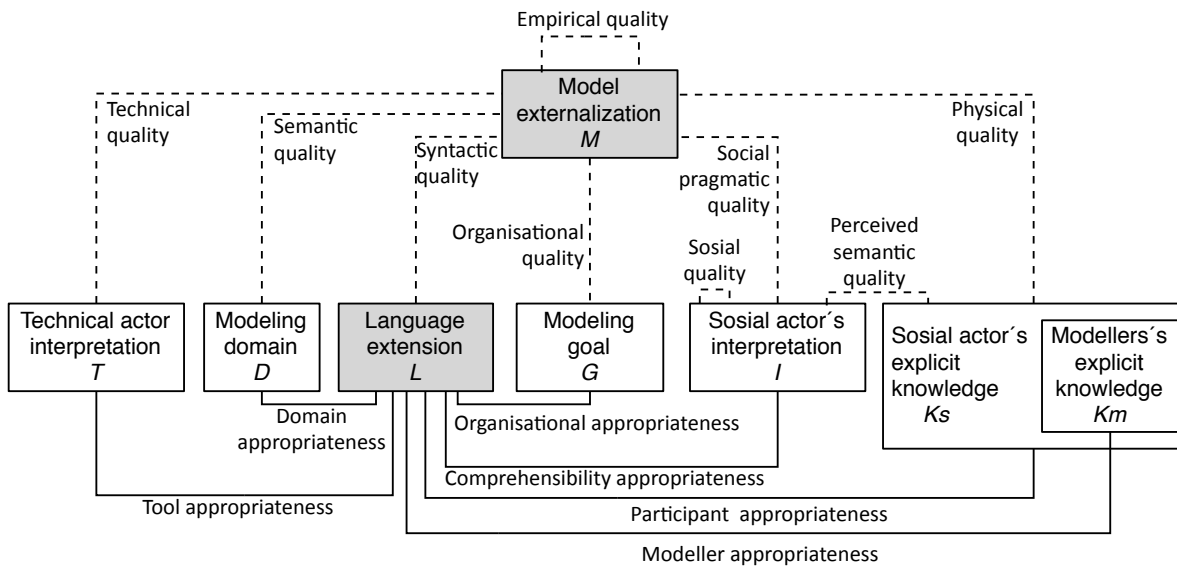 Empirical quality
Model
externalization
M
Technical
quality
Semantic
quality
Syntactic
quality
Social
pragmatic
quality
Physical
quality
Organisational
quality
Sosial
quality
Perceived
semantic
quality
Technical actor
interpretation
T
Modeling
domain
D
Language
extension
L
Modeling
goal
G
Sosial actor´s
interpretation
I
Sosial actor´s
explicit
knowledge
Ks
Modellers´s
explicit
knowledge
Km
Domain
appropriateness
Organisational appropriateness
Comprehensibility appropriateness
Tool appropriateness
Participant appropriateness
Modeller appropriateness